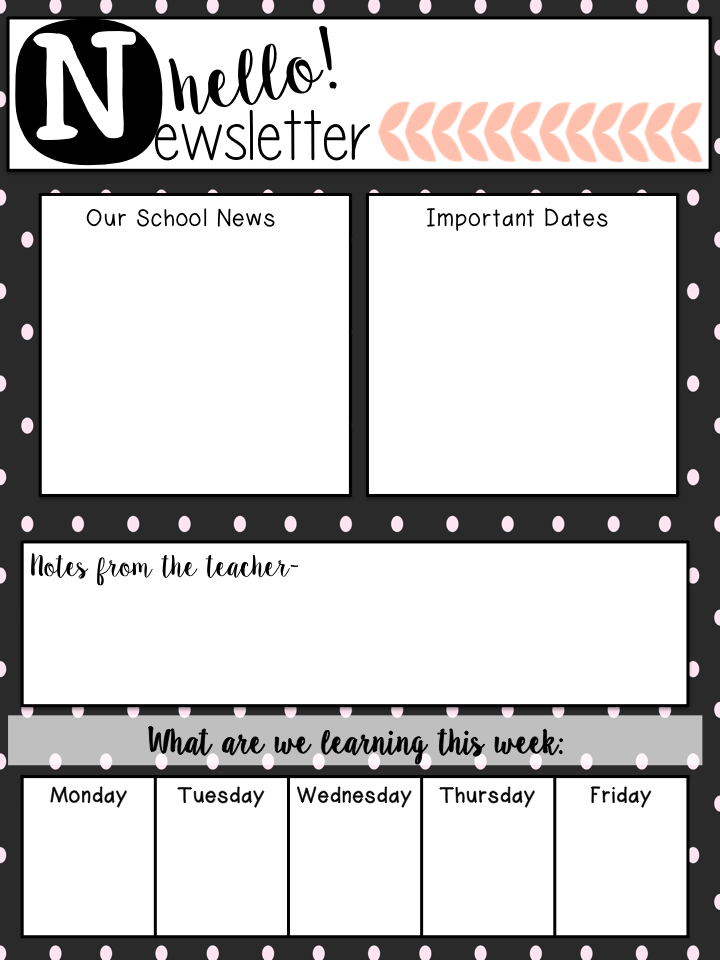 hello!
Newsletter
Our School News
Important Dates
Notes from the teacher-
What are we learning this week:
Monday Tuesday Wednesday Thursday Friday